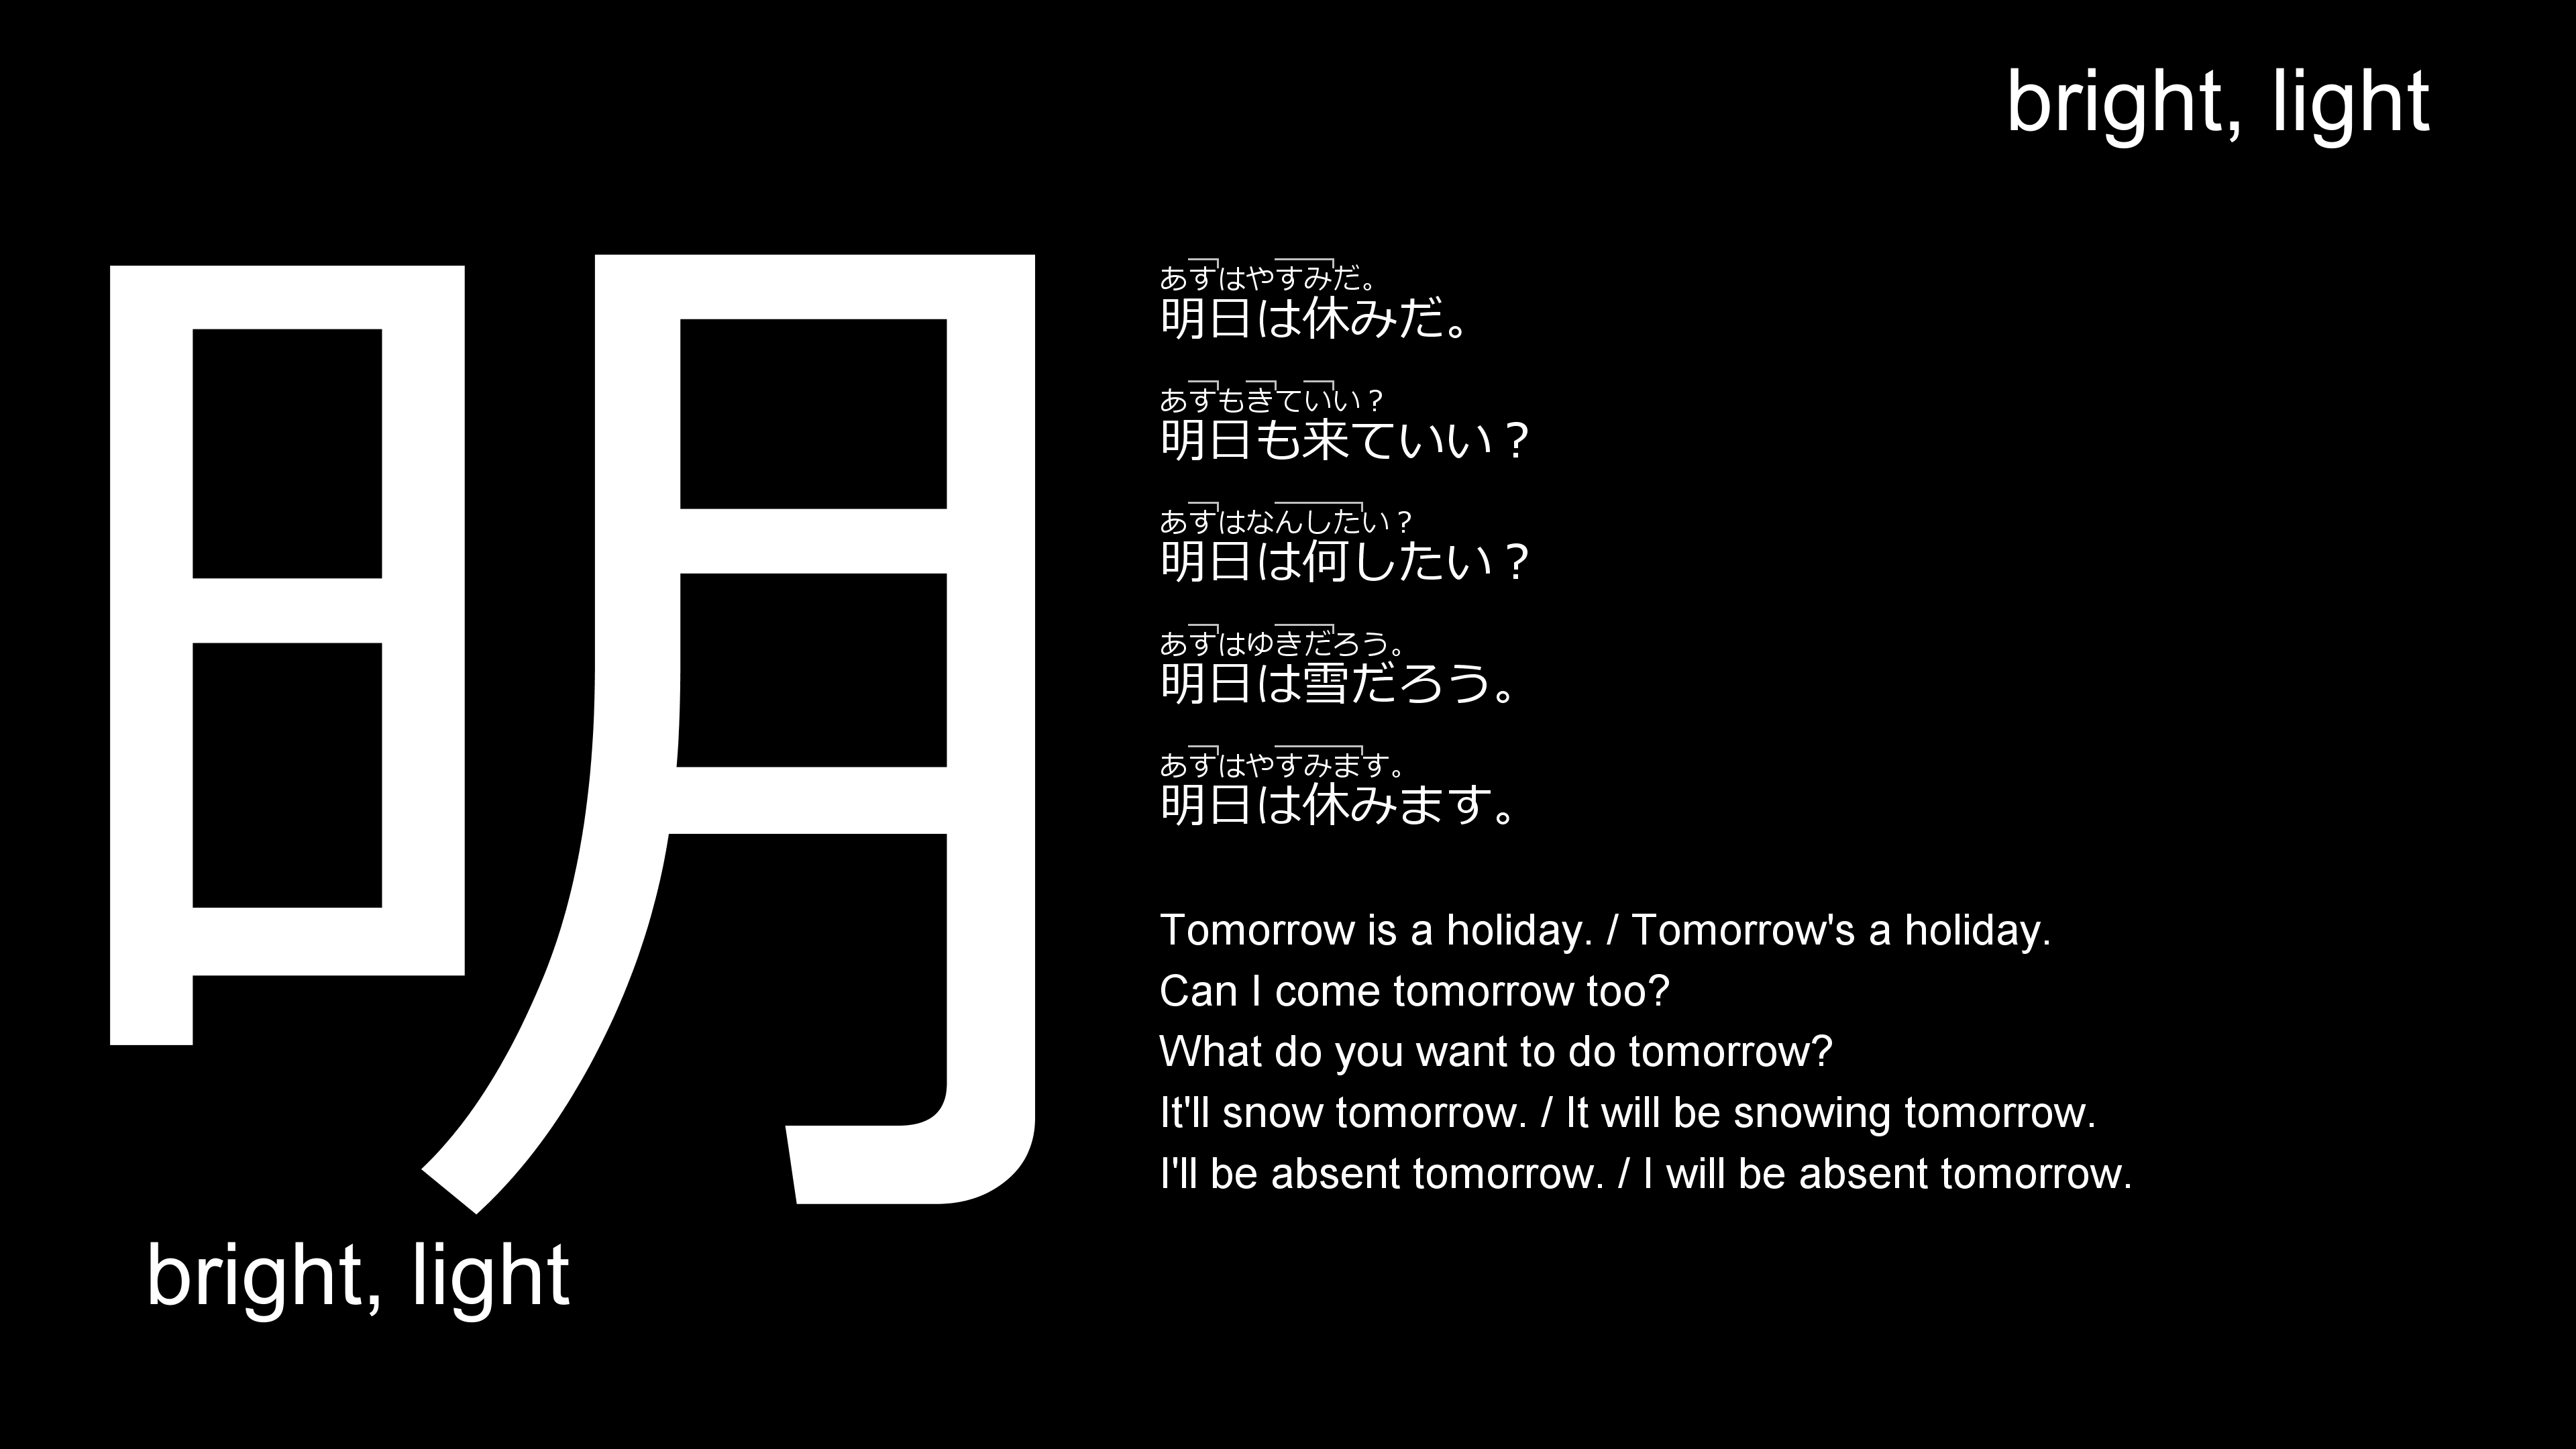 bright, light
明
あすはやすみだ。
明日は休みだ。
あすもきていい？
明日も来ていい？
あすはなんしたい？
明日は何したい？
あすはゆきだろう。
明日は雪だろう。
あすはやすみます。
明日は休みます。
Tomorrow is a holiday. / Tomorrow's a holiday.
Can I come tomorrow too?
What do you want to do tomorrow?
It'll snow tomorrow. / It will be snowing tomorrow.
I'll be absent tomorrow. / I will be absent tomorrow.
bright, light